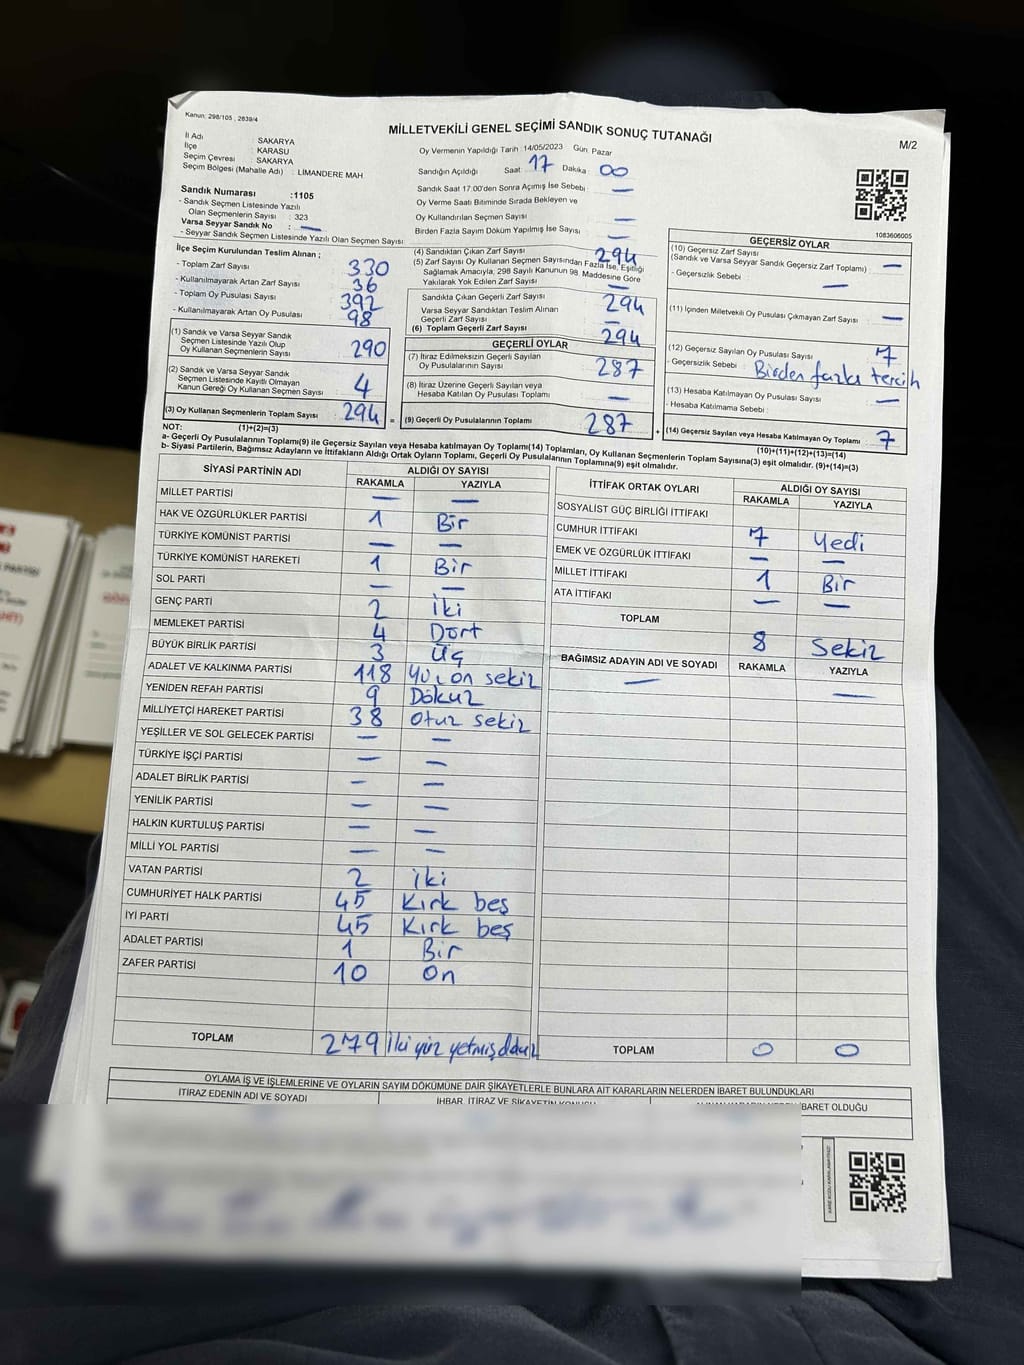 Kanun: 298/105 , 2839/4
MİLLETVEKİLİ GENEL SEÇİMİ SANDIK SONUÇ TUTANAĞI
M/2
İl Adı : SAKARYA
İlçe : KARASU
Seçim Çevresi : SAKARYA
Seçim Bölgesi (Mahalle Adı) : LİMANDERE MAH
Sandık Numarası :1105
- Sandık Seçmen Listesinde Yazılı
Olan Seçmenlerin Sayısı : 323
Varsa Seyyar Sandık No : —
- Seyyar Sandık Seçmen Listesinde Yazılı Olan Seçmen Sayısı
Oy Vermenin Yapıldığı Tarih : 14/05/2023 Gün: Pazar
Sandığın Açıldığı Saat: 17 Dakika: 00
Sandık Saat 17:00'den Sonra Açımış İse Sebebi : —
Oy Verme Saati Bitiminde Sırada Bekleyen ve
Oy Kullandırılan Seçmen Sayısı : —
Birden Fazla Sayım Döküm Yapılmış İse Sayısı : —
1083606005
İlçe Seçim Kurulundan Teslim Alınan ;
- Toplam Zarf Sayısı : 330
- Kullanılmayarak Artan Zarf Sayısı : 36
- Toplam Oy Pusulası Sayısı : 392
- Kullanılmayarak Artan Oy Pusulası : 98
(1) Sandık ve Varsa Seyyar Sandık
Seçmen Listesinde Yazılı Olup
Oy Kullanan Seçmenlerin Sayısı : 290
(2) Sandık ve Varsa Seyyar Sandık
Seçmen Listesinde Kayıtlı Olmayan
Kanun Gereği Oy Kullanan Seçmen Sayısı : 4
(3) Oy Kullanan Seçmenlerin Toplam Sayısı : 294
(4) Sandıktan Çıkan Zarf Sayısı : 294
(5) Zarf Sayısı Oy Kullanan Seçmen Sayısından Fazla İse, Eşitliği
Sağlamak Amacıyla, 298 Sayılı Kanunun 98. Maddesine Göre
Yakılarak Yok Edilen Zarf Sayısı : —
Sandıkta Çıkan Geçerli Zarf Sayısı : 294
Varsa Seyyar Sandıktan Teslim Alınan
Geçerli Zarf Sayısı : —
(6) Toplam Geçerli Zarf Sayısı : 294
GEÇERLİ OYLAR
(7) İtiraz Edilmeksizin Geçerli Sayılan
Oy Pusulalarının Sayısı : 287
(8) İtiraz Üzerine Geçerli Sayılan veya
Hesaba Katılan Oy Pusulası Toplamı : —
= (9) Geçerli Oy Pusulalarının Toplamı : 287
GEÇERSİZ OYLAR
(10) Geçersiz Zarf Sayısı
(Sandık ve Varsa Seyyar Sandık Geçersiz Zarf Toplamı) : —
- Geçersizlik Sebebi : —
(11) İçinden Milletvekili Oy Pusulası Çıkmayan Zarf Sayısı : —
(12) Geçersiz Sayılan Oy Pusulası Sayısı : 7
- Geçersizlik Sebebi : Birden fazla tercih
(13) Hesaba Katılmayan Oy Pusulası Sayısı : —
- Hesaba Katılmama Sebebi :
+ (14) Geçersiz Sayılan veya Hesaba Katılmayan Oy Toplamı : 7
NOT: (1)+(2)=(3)
(10)+(11)+(12)+(13)=(14)
a- Geçerli Oy Pusulalarının Toplamı(9) ile Geçersiz Sayılan veya Hesaba katılmayan Oy Toplamı(14) Toplamları, Oy Kullanan Seçmenlerin Toplam Sayısına(3) eşit olmalıdır. (9)+(14)=(3)
b- Siyasi Partilerin, Bağımsız Adayların ve İttifakların Aldığı Ortak Oyların Toplamı, Geçerli Oy Pusulalarının Toplamına(9) eşit olmalıdır.
SİYASİ PARTİNİN ADI ALDIĞI OY SAYISI
RAKAMLA YAZIYLA
MİLLET PARTİSİ — —
HAK VE ÖZGÜRLÜKLER PARTİSİ 1 Bir
TÜRKİYE KOMÜNİST PARTİSİ — —
TÜRKİYE KOMÜNİST HAREKETİ 1 Bir
SOL PARTİ — —
GENÇ PARTİ 2 iki
MEMLEKET PARTİSİ 4 Dört
BÜYÜK BİRLİK PARTİSİ 3 Üç
ADALET VE KALKINMA PARTİSİ 118 Yüz on sekiz
YENİDEN REFAH PARTİSİ 9 Dokuz
MİLLİYETÇİ HAREKET PARTİSİ 38 Otuz sekiz
YEŞİLLER VE SOL GELECEK PARTİSİ — —
TÜRKİYE İŞÇİ PARTİSİ — —
ADALET BİRLİK PARTİSİ — —
YENİLİK PARTİSİ — —
HALKIN KURTULUŞ PARTİSİ — —
MİLLİ YOL PARTİSİ — —
VATAN PARTİSİ 2 iki
CUMHURİYET HALK PARTİSİ 45 Kırk beş
İYİ PARTİ 45 Kırk beş
ADALET PARTİSİ 1 Bir
ZAFER PARTİSİ 10 On
TOPLAM 279 iki yüz yetmiş dokuz
İTTİFAK ORTAK OYLARI ALDIĞI OY SAYISI
RAKAMLA YAZIYLA
SOSYALİST GÜÇ BİRLİĞİ İTTİFAKI
CUMHUR İTTİFAKI 7 Yedi
EMEK VE ÖZGÜRLÜK İTTİFAKI — —
MİLLET İTTİFAKI 1 Bir
ATA İTTİFAKI — —
TOPLAM 8 Sekiz
BAĞIMSIZ ADAYIN ADI VE SOYADI RAKAMLA YAZIYLA
— —
TOPLAM 0 0
OYLAMA İŞ VE İŞLEMLERİNE VE OYLARIN SAYIM DÖKÜMÜNE DAİR ŞİKAYETLERLE BUNLARA AİT KARARLARIN NELERDEN İBARET BULUNDUKLARI
İTİRAZ EDENİN ADI VE SOYADI
İHBAR, İTİRAZ VE ŞİKAYETİN KONUSU
İBARET OLDUĞU